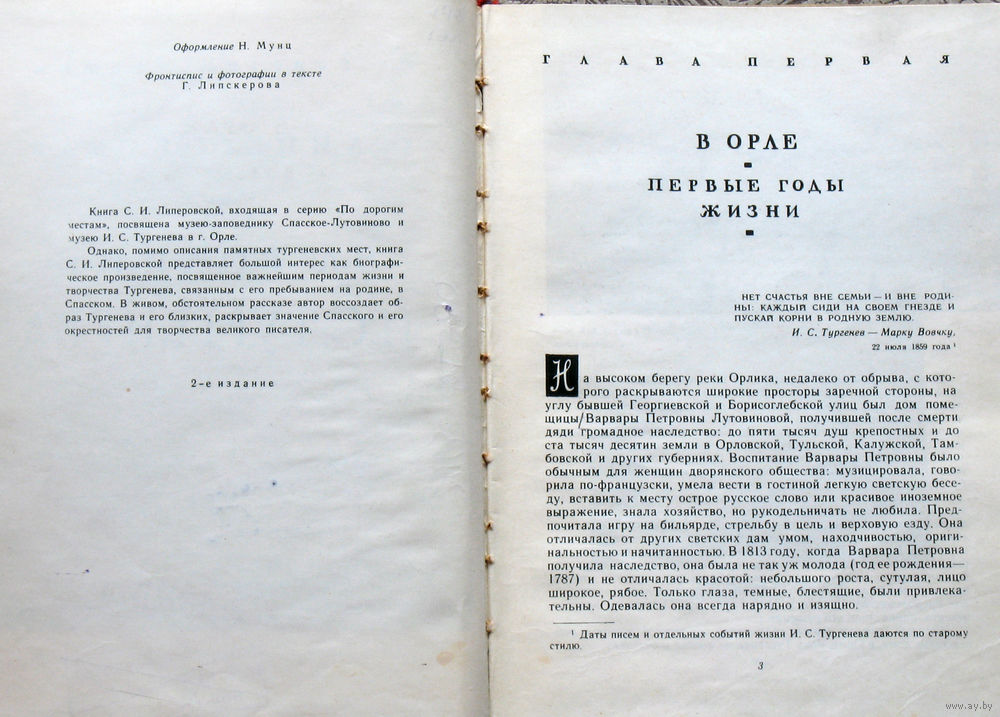 Оформление Н. Мунц
Фронтиспис и фотографии в тексте
Г. Липскерова
Книга С. И. Липеровской, входящая в серию «По дорогим
местам», посвящена музею-заповеднику Спасское-Лутовиново и
музею И. С. Тургенева в г. Орле.
Однако, помимо описания памятных тургеневских мест, книга
С. И. Липеровской представляет большой интерес как биографи-
ческое произведение, посвященное важнейшим периодам жизни и
творчества Тургенева, связанным с его пребыванием на родине, в
Спасском. В живом, обстоятельном рассказе автор воссоздает об-
раз Тургенева и его близких, раскрывает значение Спасского и его
окрестностей для творчества великого писателя.
2-е издание
ГЛАВА ПЕРВАЯ
В ОРЛЕ
ПЕРВЫЕ ГОДЫ
ЖИЗНИ
НЕТ СЧАСТЬЯ ВНЕ СЕМЬИ — И ВНЕ РОДИ-
НЫ: КАЖДЫЙ СИДИ НА СВОЕМ ГНЕЗДЕ И
ПУСКАЙ КОРНИ В РОДНУЮ ЗЕМЛЮ.
И. С. Тургенев — Марку Вовчку,
22 июля 1859 года ¹
На высоком берегу реки Орлика, недалеко от обрыва, с кото-
рого раскрываются широкие просторы заречной стороны, на
углу бывшей Георгиевской и Борисоглебской улиц был дом поме-
щицы Варвары Петровны Лутовиновой, получившей после смерти
дяди громадное наследство: до пяти тысяч душ крепостных и до
ста тысяч десятин земли в Орловской, Тульской, Калужской, Там-
бовской и других губерниях. Воспитание Варвары Петровны было
обычным для женщин дворянского общества: музицировала, гово-
рила по-французски, умела вести в гостиной легкую светскую бесе-
ду, вставить к месту острое русское слово или красивое иноземное
выражение, знала хозяйство, но рукодельничать не любила. Пред-
почитала игру на бильярде, стрельбу в цель и верховую езду. Она
отличалась от других светских дам умом, находчивостью, ориги-
нальностью и начитанностью. В 1813 году, когда Варвара Петровна
получила наследство, она была не так уж молода (год ее рождения—
1787) и не отличалась красотой: небольшого роста, сутулая, лицо
широкое, рябое. Только глаза, темные, блестящие, были привлека-
тельны. Одевалась она всегда нарядно и изящно.
¹ Даты писем и отдельных событий жизни И. С. Тургенева даются по старому
стилю.
3
www.ay.by